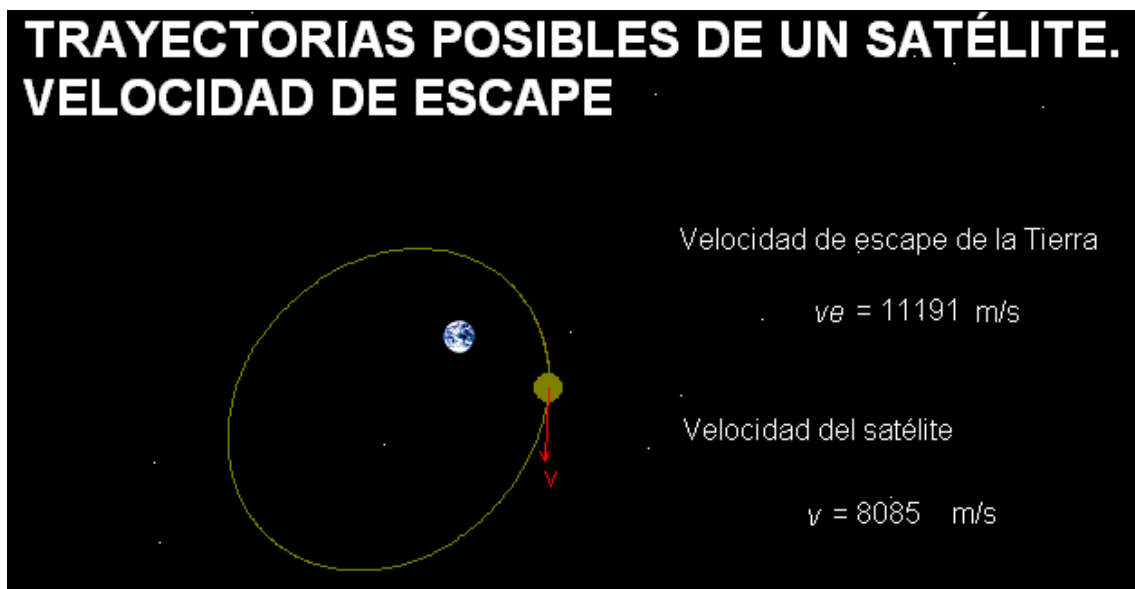 TRAYECTORIAS POSIBLES DE UN SATÉLITE.
VELOCIDAD DE ESCAPE
Velocidad de escape de la Tierra
ve = 11191 m/s
Velocidad del satélite
v = 8085 m/s
V